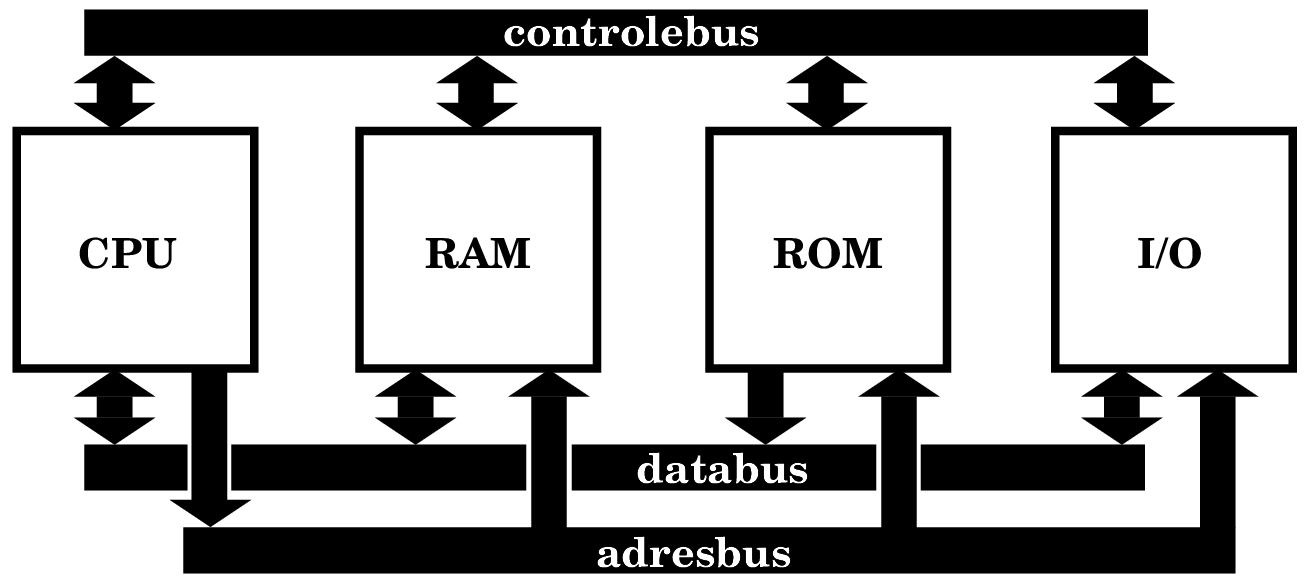 controlebus
CPU
RAM
ROM
I/O
databus
adresbus